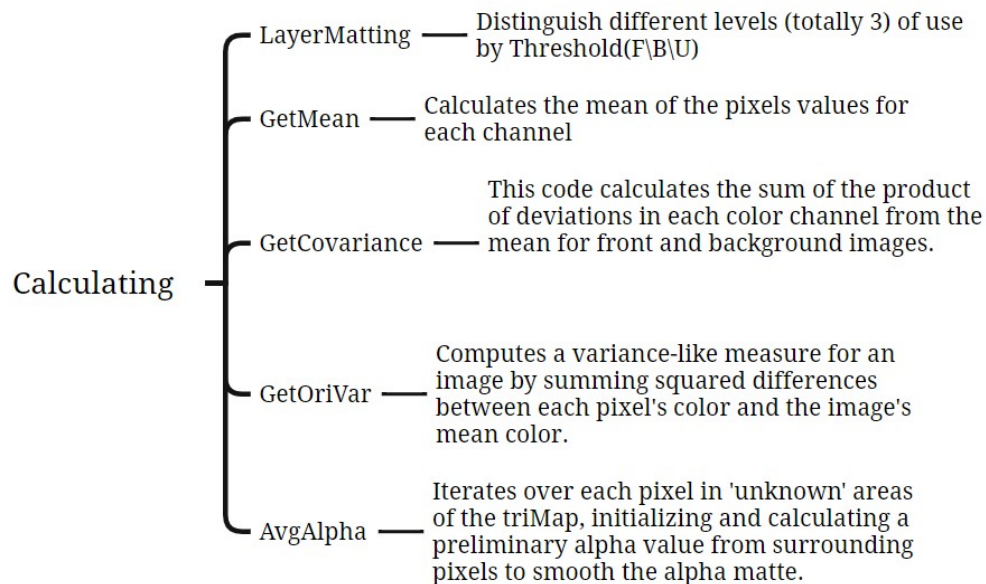 LayerMatting
Distinguish different levels (totally 3) of use
by Threshold(F\B\U)
GetMean
Calculates the mean of the pixels values for
each channel
This code calculates the sum of the product
of deviations in each color channel from the
GetCovariance
mean for front and background images.
Calculating
Computes a variance-like measure for an
image by summing squared differences
GetOriVar
between each pixel's color and the image's
mean color.
Iterates over each pixel in 'unknown' areas
of the triMap, initializing and calculating a
AvgAlpha
preliminary alpha value from surrounding
pixels to smooth the alpha matte.